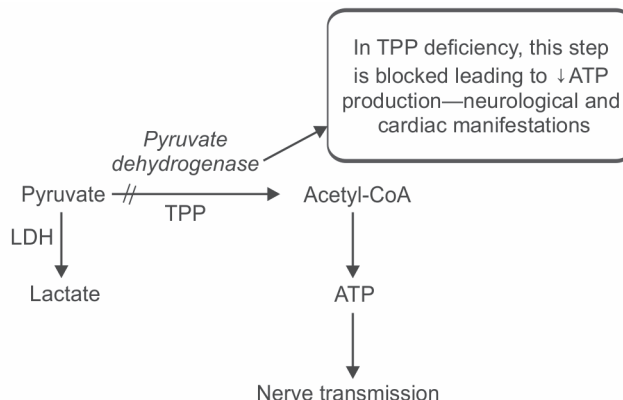 In TPP deficiency, this step
is blocked leading to ↓ATP
production—neurological and
cardiac manifestations
Pyruvate
dehydrogenase
Pyruvate
Acetyl-CoA
TPP
LDH
Lactate
ATP
Nerve transmission